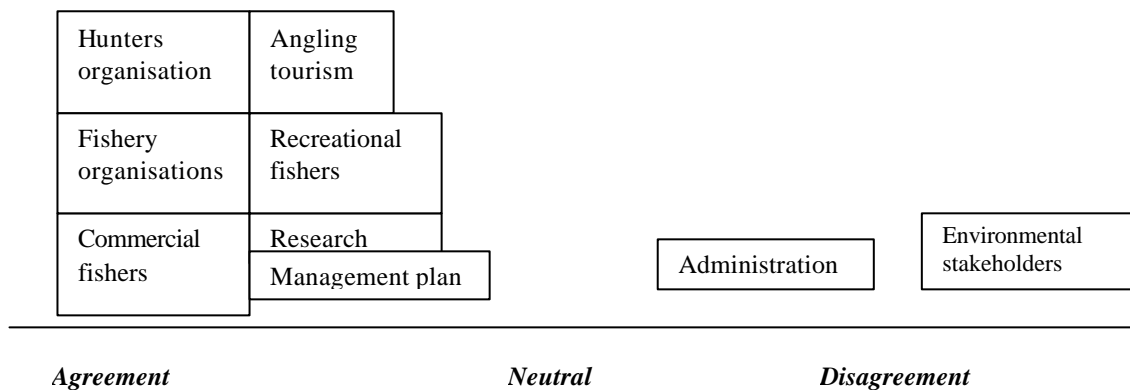 Hunters
organisation
Angling
tourism
Fishery
organisations
Recreational
fishers
Commercial
fishers
Research
Management plan
Administration
Environmental
stakeholders
Agreement
Neutral
Disagreement